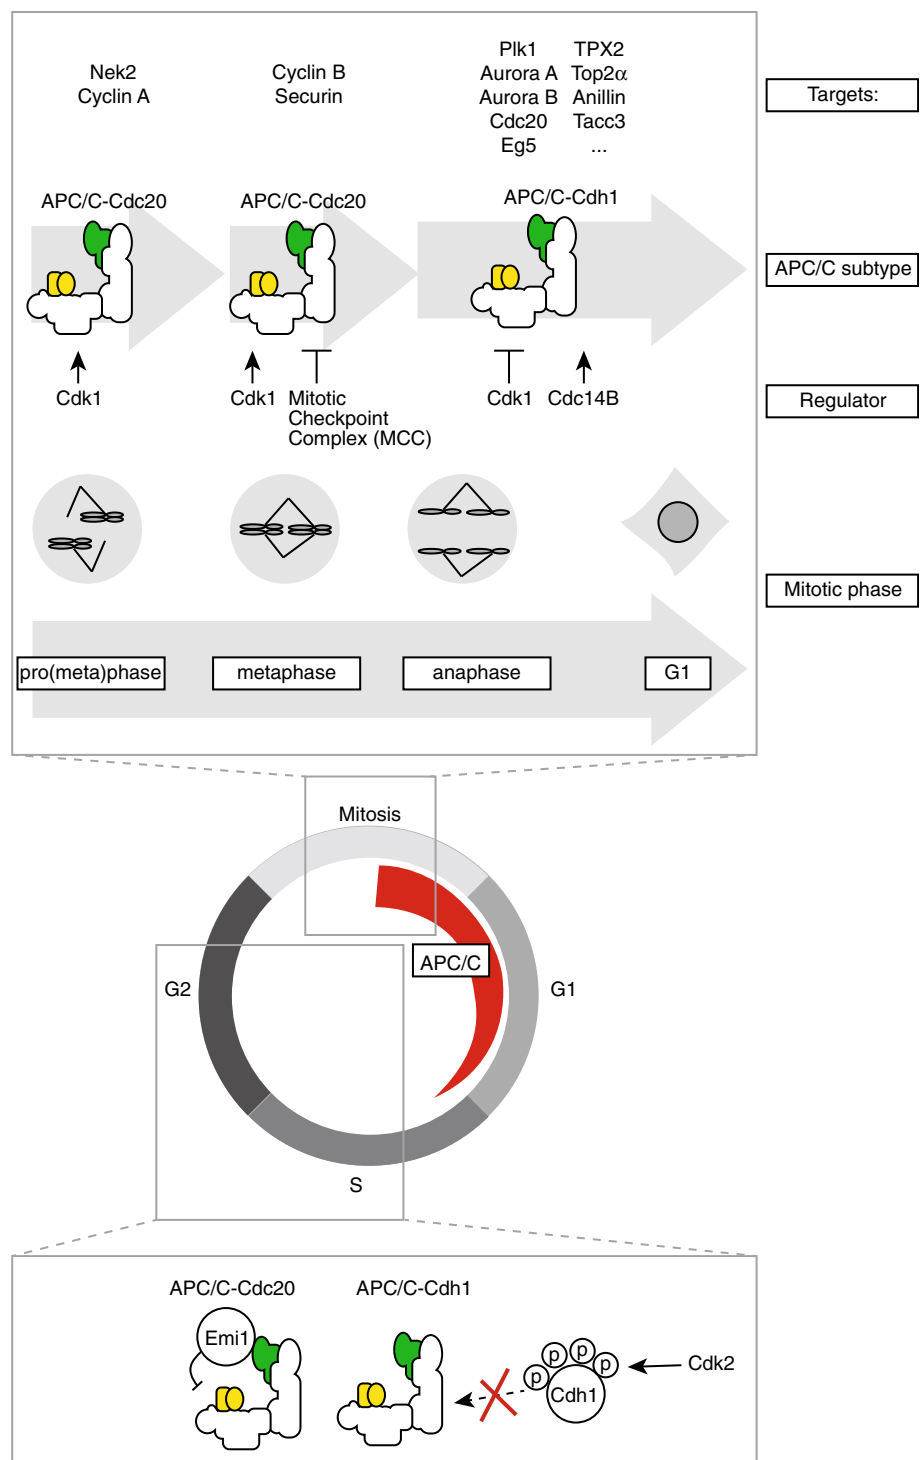 Nek2
Cyclin A
Cyclin B
Securin
Plk1
Aurora A
Aurora B
Cdc20
Eg5
TPX2
Top2α
Anillin
Tacc3
...
Targets:
APC/C-Cdc20
APC/C-Cdc20
APC/C-Cdh1
APC/C subtype
Cdk1
Cdk1
Mitotic
Checkpoint
Complex (MCC)
Cdk1
Cdc14B
Regulator
Mitotic phase
pro(meta)phase
metaphase
anaphase
G1
Mitosis
APC/C
G2
G1
S
APC/C-Cdc20
APC/C-Cdh1
Emi1
p
p
p
p
Cdh1
Cdk2